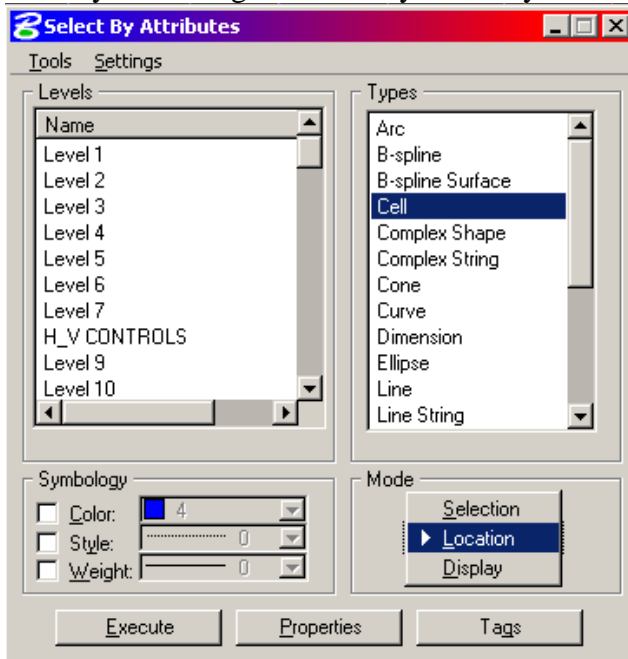 Select By Attributes
Tools Settings
Levels
Name
Level 1
Level 2
Level 3
Level 4
Level 5
Level 6
Level 7
H_V CONTROLS
Level 9
Level 10
Types
Arc
B-spline
B-spline Surface
Cell
Complex Shape
Complex String
Cone
Curve
Dimension
Ellipse
Line
Line String
Symbology
Color: 4
Style: 0
Weight: 0
Mode
Selection
Location
Display
Execute Properties Tags